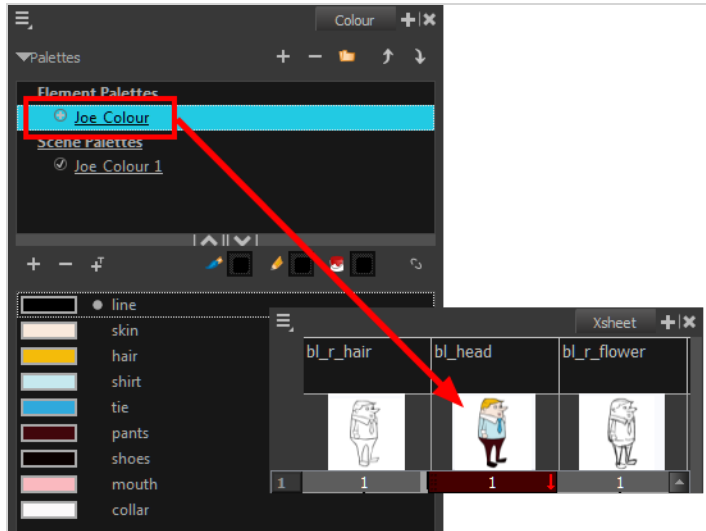 Colour
Palettes
Element Palettes
Joe Colour
Scene Palettes
Joe Colour 1
line
skin
hair
shirt
tie
pants
shoes
mouth
collar
Xsheet
bl_r_hair bl_head bl_r_flower
1 1 1 1